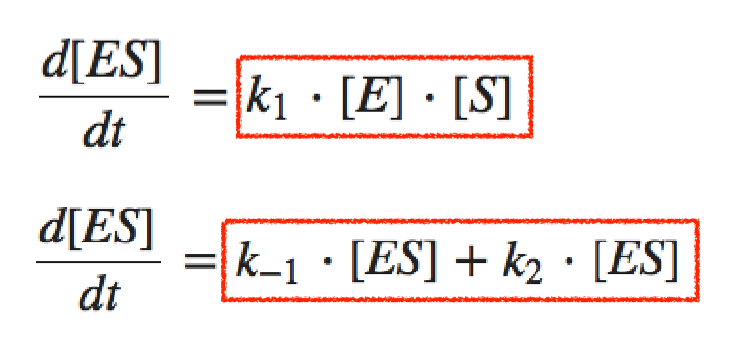 d[ES]/dt = k₁ · [E] · [S]
d[ES]/dt = k₋₁ · [ES] + k₂ · [ES]